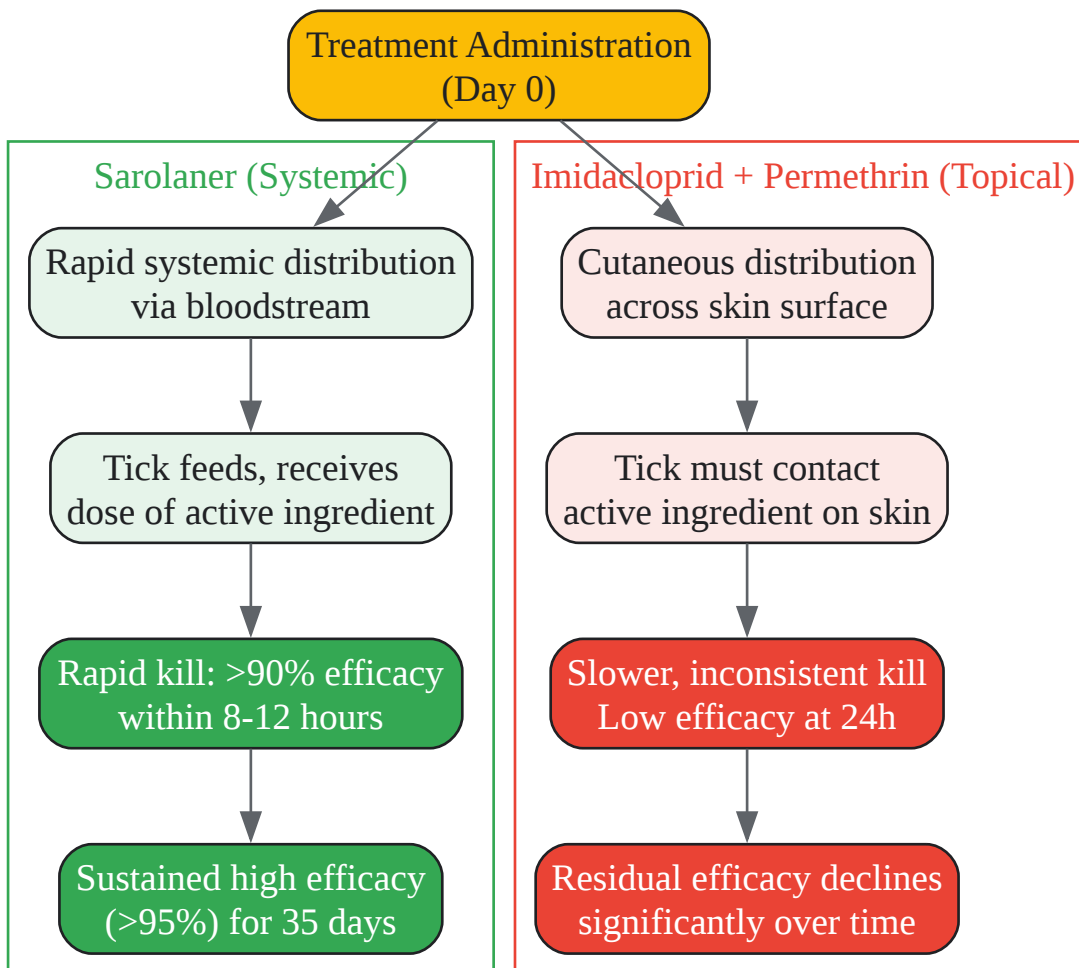 Treatment Administration
(Day 0)
Sarolaner (Systemic)
Rapid systemic distribution
via bloodstream
Tick feeds, receives
dose of active ingredient
Rapid kill: >90% efficacy
within 8-12 hours
Sustained high efficacy
(>95%) for 35 days
Imidacloprid + Permethrin (Topical)
Cutaneous distribution
across skin surface
Tick must contact
active ingredient on skin
Slower, inconsistent kill
Low efficacy at 24h
Residual efficacy declines
significantly over time